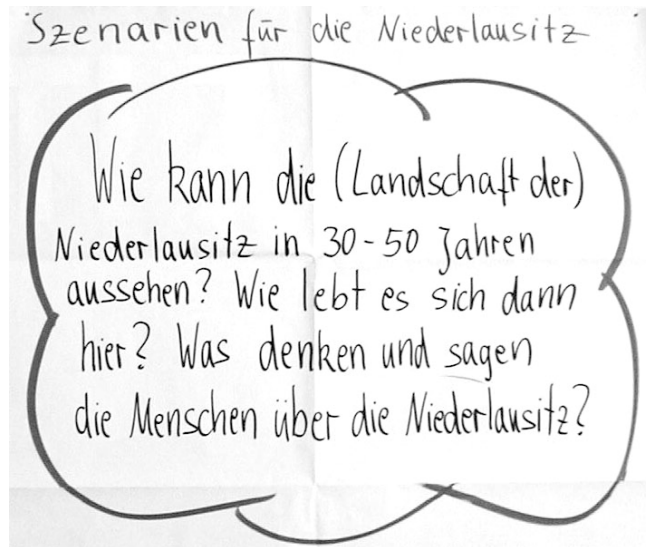 Szenarien für die Niederlausitz
Wie kann die (Landschaft der)
Niederlausitz in 30-50 Jahren
aussehen? Wie lebt es sich dann
hier? Was denken und sagen
die Menschen über die Niederlausitz?